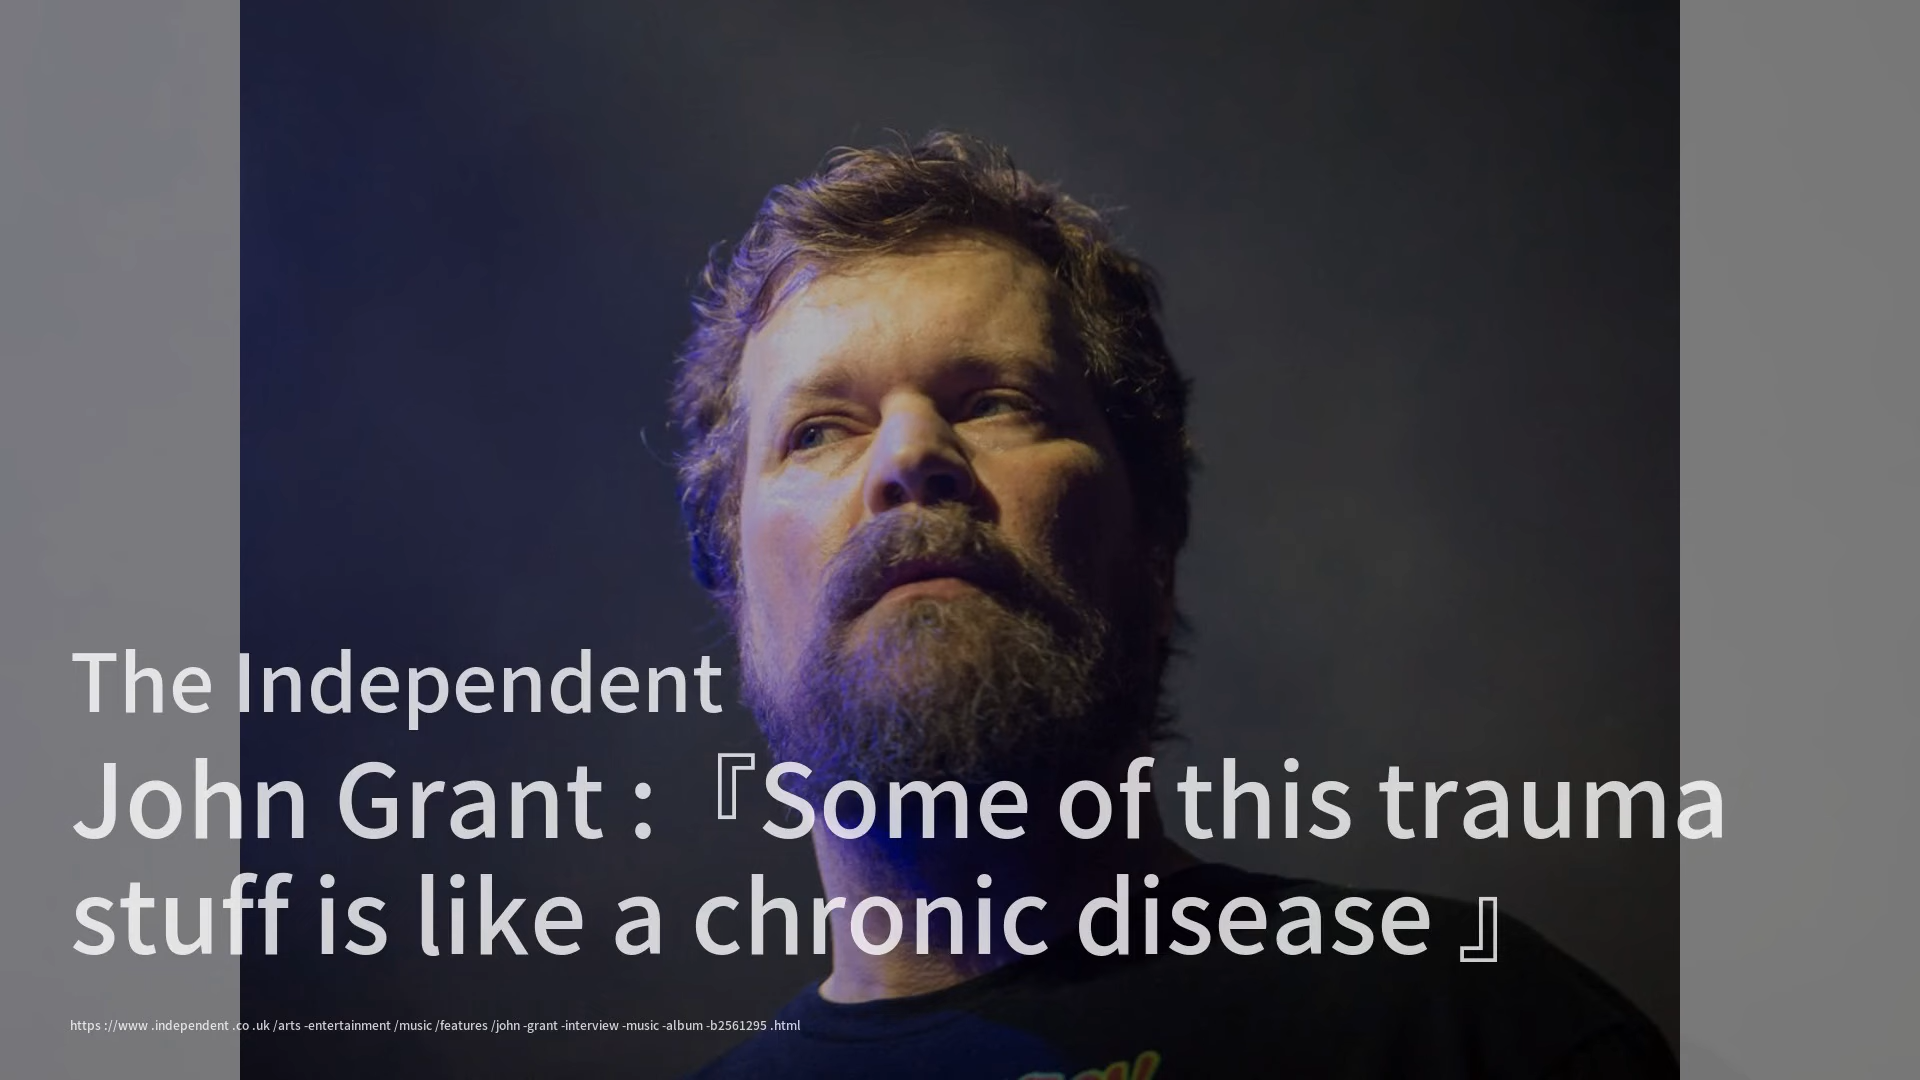 The Independent
John Grant : 『Some of this trauma
stuff is like a chronic disease 』
https ://www .independent .co .uk /arts -entertainment /music /features /john -grant -interview -music -album -b2561295 .html